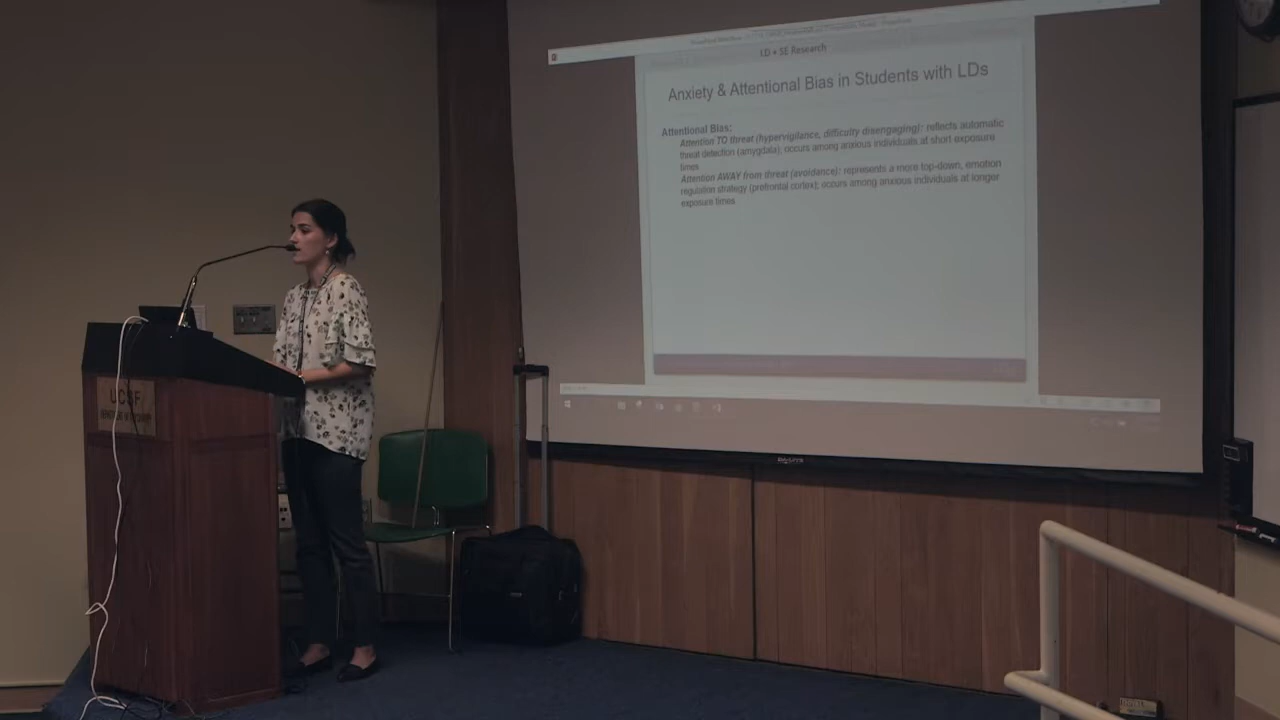 LD + SE Research
Anxiety & Attentional Bias in Students with LDs
Attentional Bias:
Attention TO threat (hypervigilance, difficulty disengaging): reflects automatic
threat detection (amygdala); occurs among anxious individuals at short exposure
times
Attention AWAY from threat (avoidance): represents a more top-down, emotion
regulation strategy (prefrontal cortex); occurs among anxious individuals at longer
exposure times
UCSF
DA-LITE